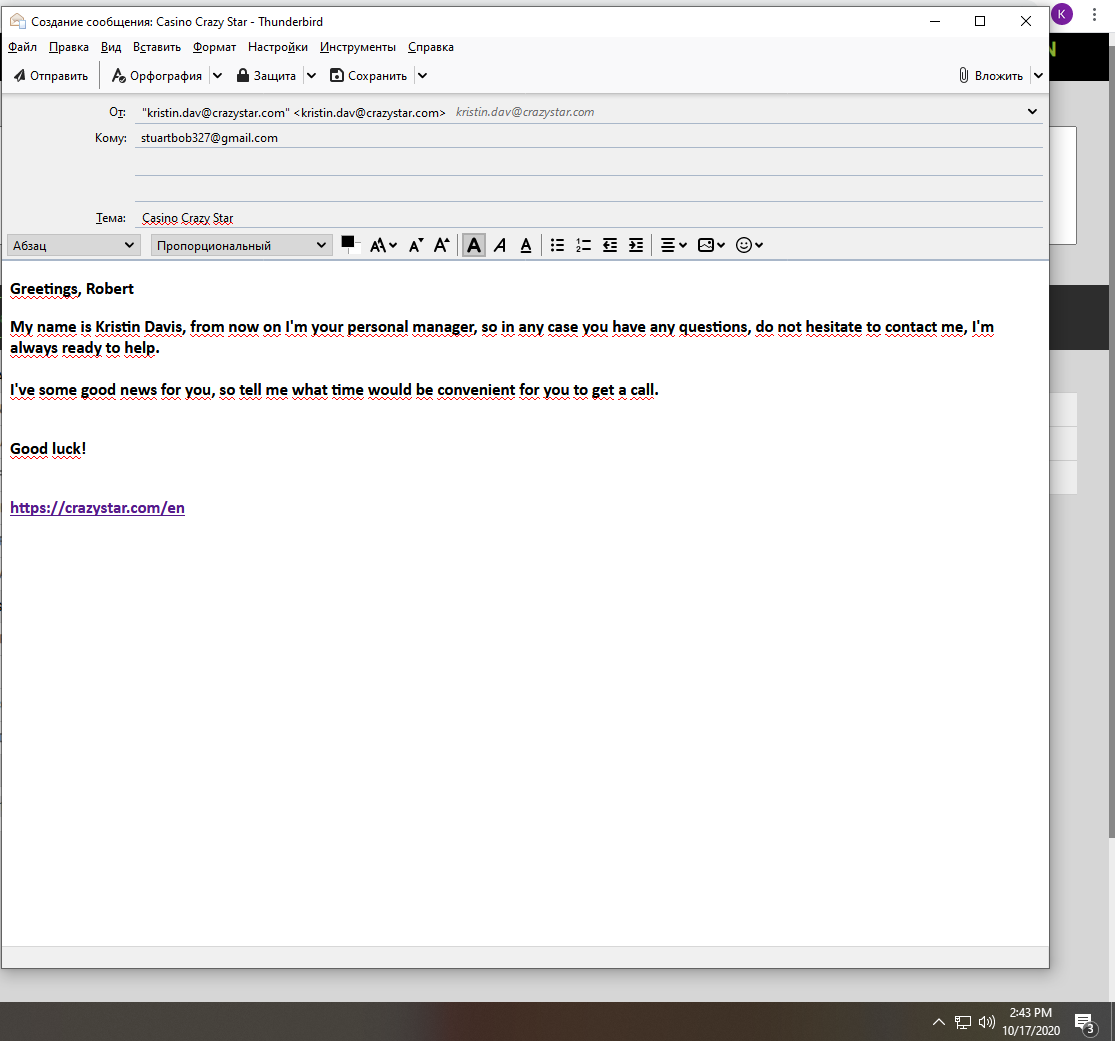 Создание сообщения: Casino Crazy Star - Thunderbird
K
Файл Правка Вид Вставить Формат Настройки Инструменты Справка
N
Отправить Орфография Защита Сохранить Вложить
От: "kristin.dav@crazystar.com" <kristin.dav@crazystar.com> kristin.dav@crazystar.com
Кому: stuartbob327@gmail.com
Тема: Casino Crazy Star
Абзац Пропорциональный
Greetings, Robert
My name is Kristin Davis, from now on I'm your personal manager, so in any case you have any questions, do not hesitate to contact me, I'm
always ready to help.
I've some good news for you, so tell me what time would be convenient for you to get a call.
Good luck!
https://crazystar.com/en
2:43 PM
10/17/2020
3